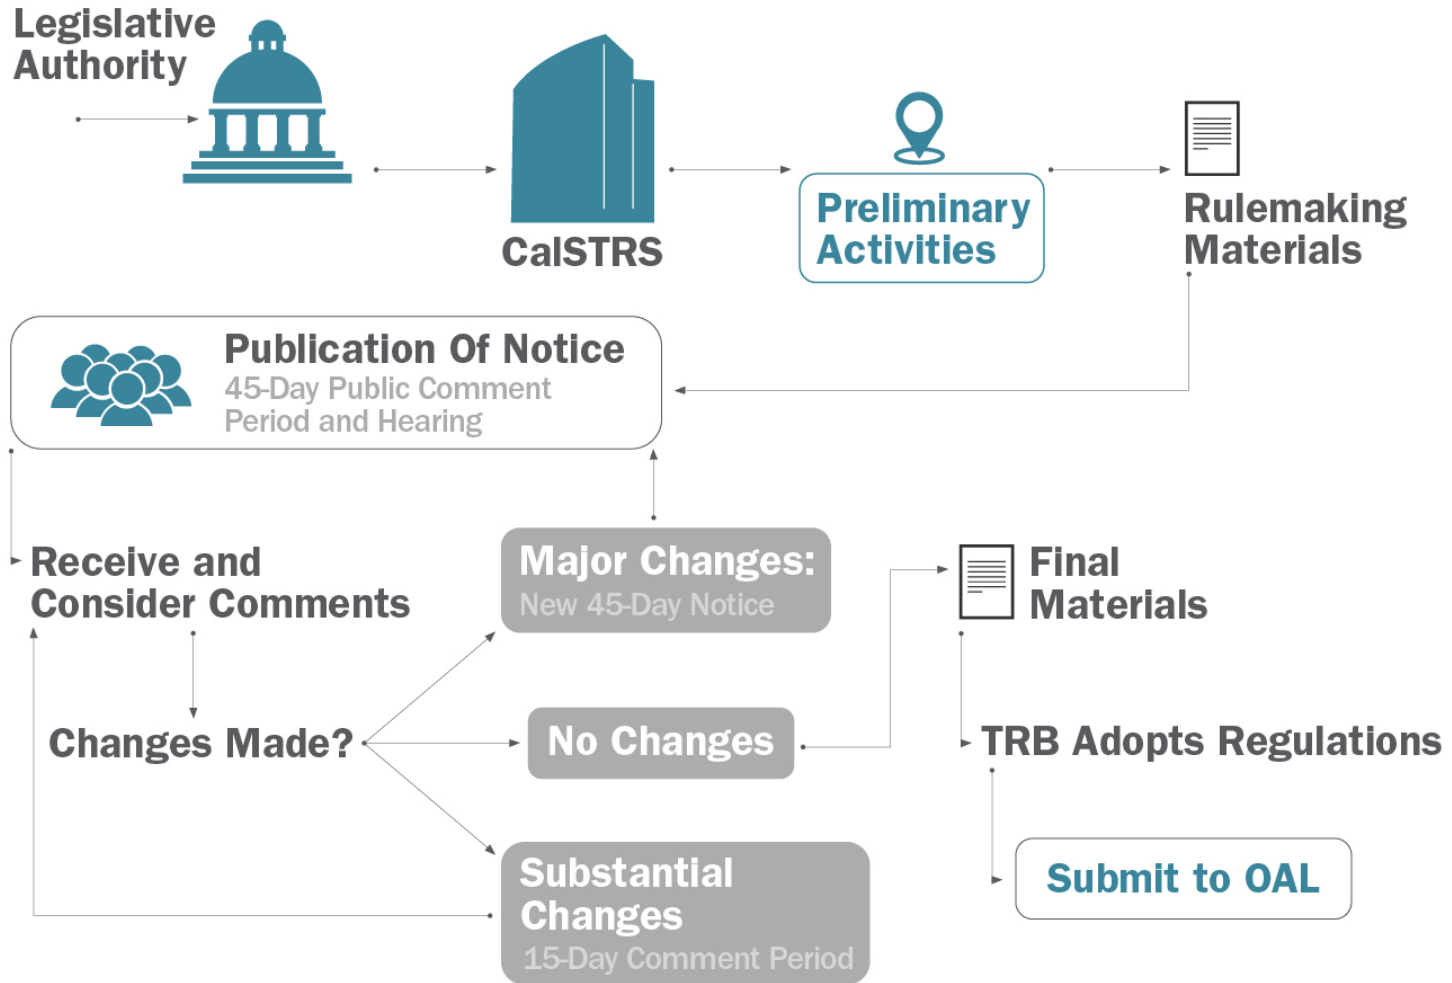 Legislative
Authority
CalSTRS
Preliminary
Activities
Rulemaking
Materials
Publication Of Notice
45-Day Public Comment
Period and Hearing
Receive and
Consider Comments
Changes Made?
Major Changes:
New 45-Day Notice
No Changes
Substantial
Changes
15-Day Comment Period
Final
Materials
TRB Adopts Regulations
Submit to OAL